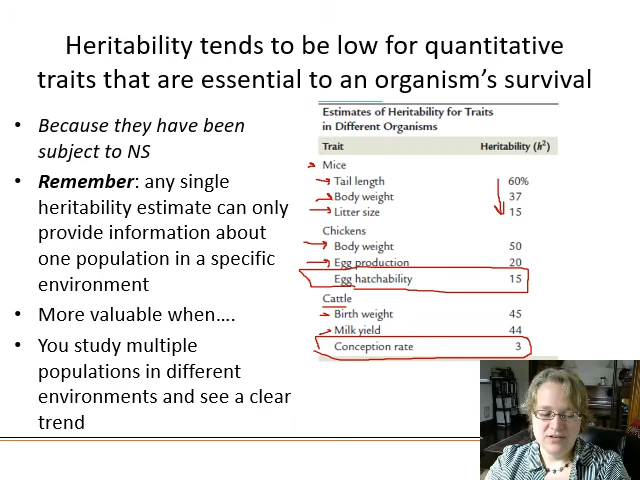 Heritability tends to be low for quantitative
traits that are essential to an organism's survival
• Because they have been
subject to NS
• Remember: any single
heritability estimate can only
provide information about
one population in a specific
environment
• More valuable when....
• You study multiple
populations in different
environments and see a clear
trend
Estimates of Heritability for Traits
in Different Organisms
Trait Heritability (h²)
Mice
Tail length 60%
Body weight 37
Litter size 15
Chickens
Body weight 50
Egg production 20
Egg hatchability 15
Cattle
Birth weight 45
Milk yield 44
Conception rate 3